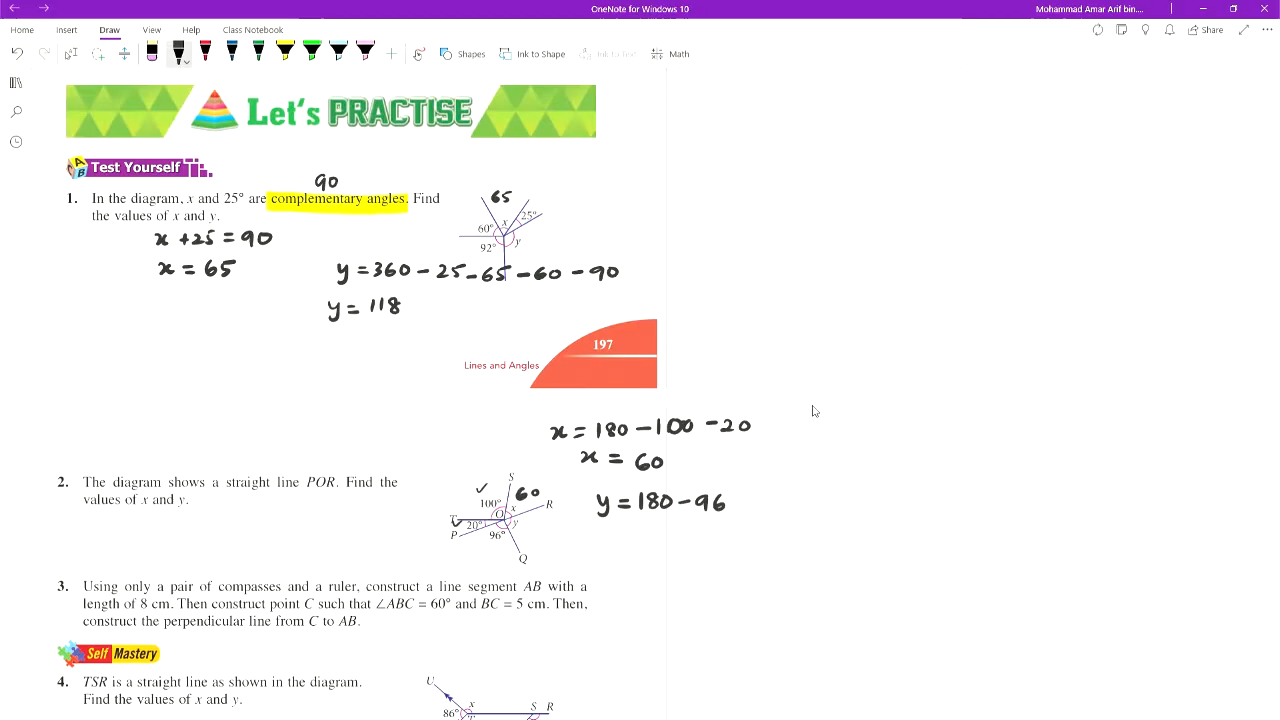 OneNote for Windows 10
Mohammad Amar Arif bin....
Home Insert Draw View Help Class Notebook
Share
Shapes Ink to Shape Ink to Text Math
Let's PRACTISE
A
B
Test Yourself
90
1. In the diagram, x and 25° are complementary angles. Find
the values of x and y.
65
x 25°
60°
92° y
x + 25 = 90
x = 65
y = 360 - 25 - 65 - 60 - 90
y = 118
197
Lines and Angles
x = 180 - 100 - 20
x = 60
y = 180 - 96
2. The diagram shows a straight line POR. Find the
values of x and y.
S
✓ 60
100° x R
T O
✓ 20° y
P 96°
Q
3. Using only a pair of compasses and a ruler, construct a line segment AB with a
length of 8 cm. Then construct point C such that ∠ABC = 60° and BC = 5 cm. Then,
construct the perpendicular line from C to AB.
Self Mastery
4. TSR is a straight line as shown in the diagram.
Find the values of x and y.
U
x S R
86° T